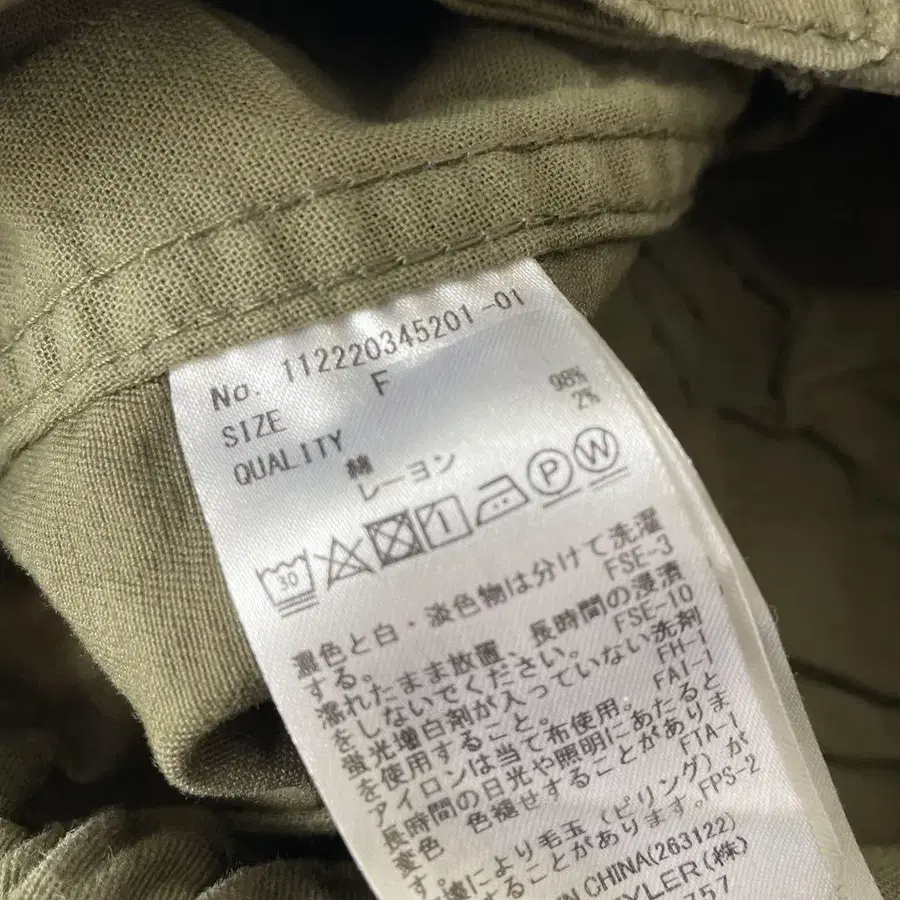 No. 112220345201-01
SIZE F
QUALITY
綿 98%
レーヨン 2%
30 P W
濃色と白・淡色物は分けて洗濯
する。 FSE-3
濡れたまま放置、長時間の浸漬
をしないでください。 FSE-10
蛍光増白剤が入っていない洗剤
を使用すること。 FH-1
アイロンは当て布使用。 FAI-1
長時間の日光や照明にあたると
変色 色褪せすることがありま
FTA-1
により毛玉(ピリング)が
することがあります。FPS-2
CHINA(263122)
YLER(株)
757